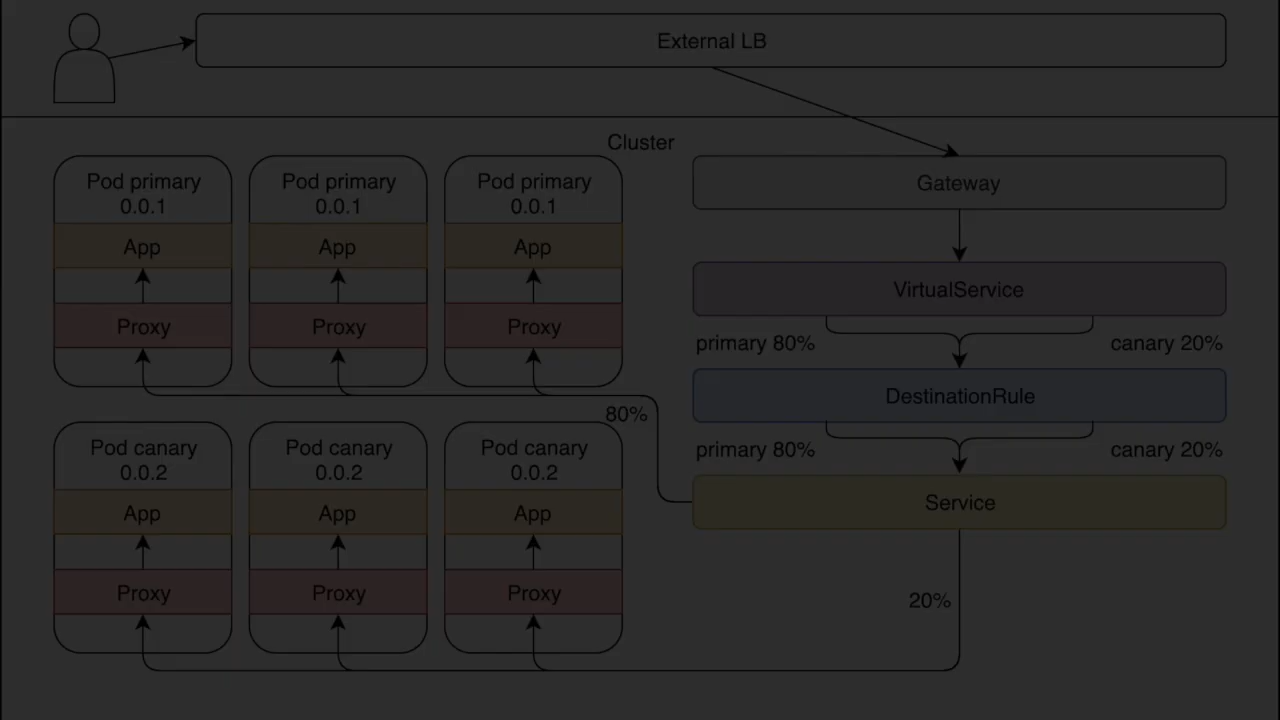 External LB
Cluster
Pod primary
0.0.1
App
Proxy
Pod primary
0.0.1
App
Proxy
Pod primary
0.0.1
App
Proxy
Gateway
VirtualService
primary 80%
canary 20%
DestinationRule
80%
primary 80%
canary 20%
Service
Pod canary
0.0.2
App
Proxy
Pod canary
0.0.2
App
Proxy
Pod canary
0.0.2
App
Proxy
20%